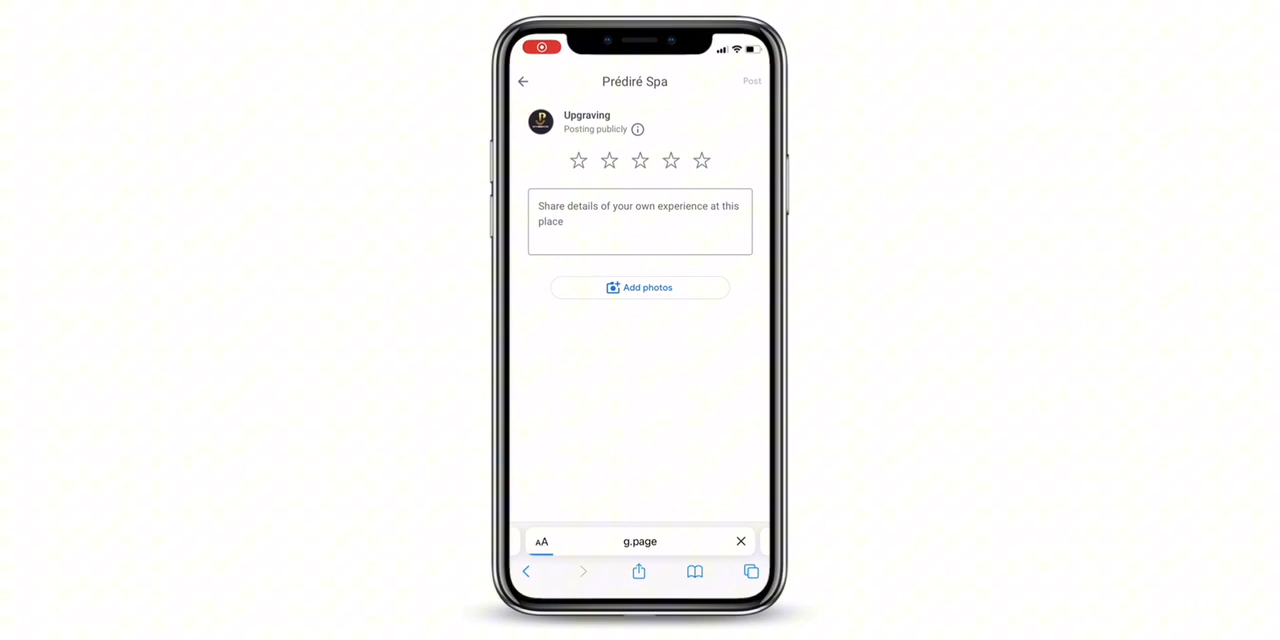 Prédiré Spa
Post
Upgraving
Posting publicly
Share details of your own experience at this
place
Add photos
AA
g.page